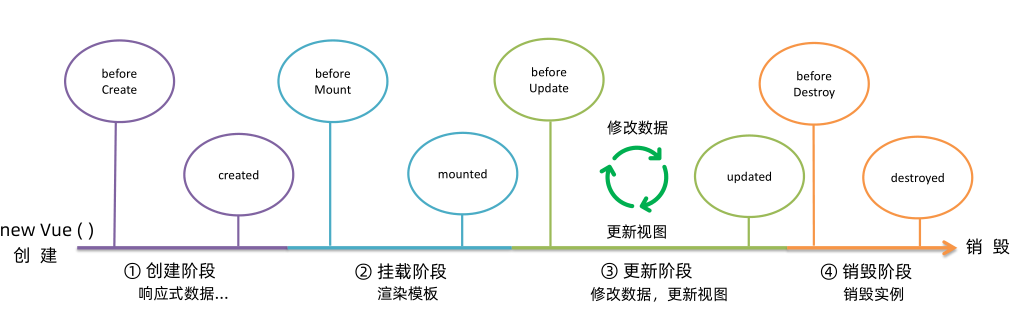 before
Create
before
Mount
before
Update
before
Destroy
修改数据
created
mounted
updated
destroyed
new Vue ( )
创 建
更新视图
销 毁
① 创建阶段
响应式数据...
② 挂载阶段
渲染模板
③ 更新阶段
修改数据，更新视图
④ 销毁阶段
销毁实例